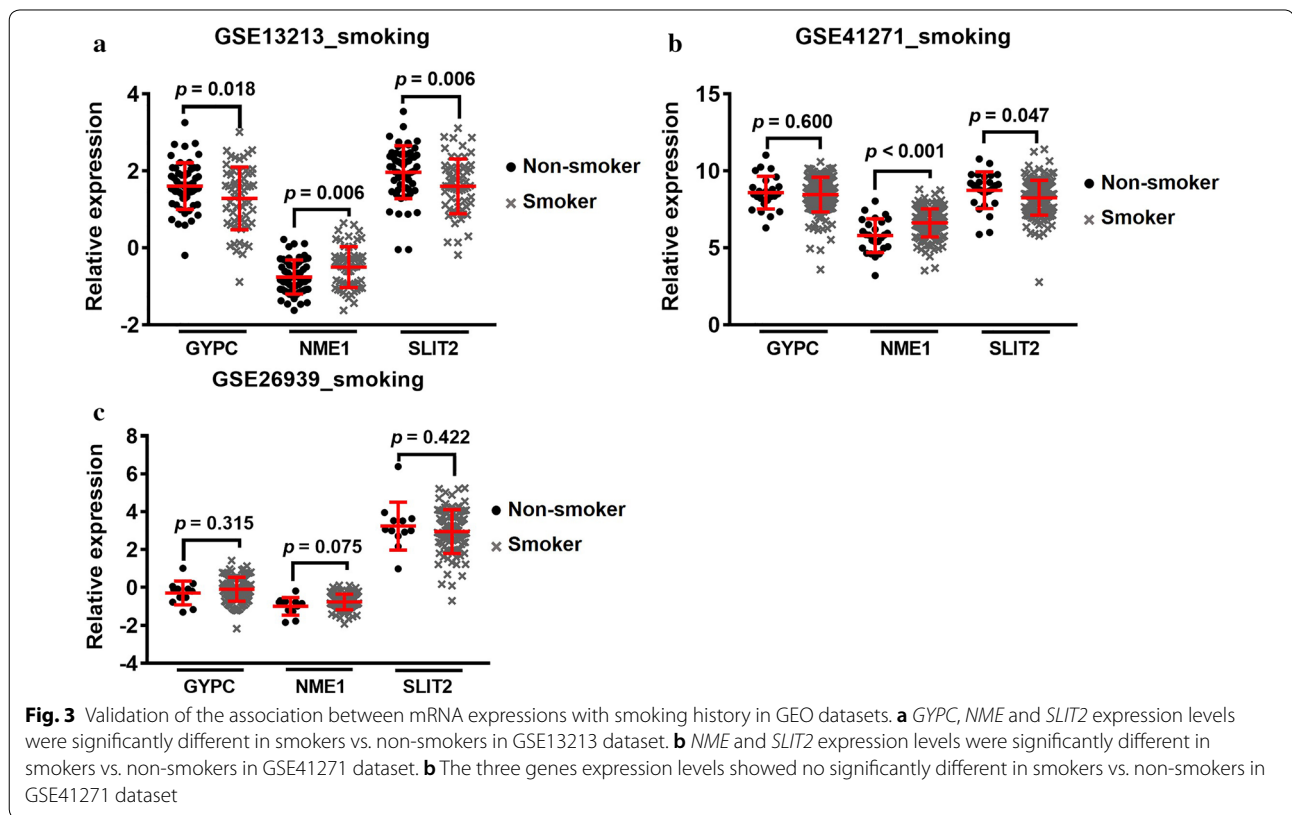 a
GSE13213_smoking
p = 0.018
p = 0.006
p = 0.006
Relative expression
4
2
0
-2
GYPC
NME1
SLIT2
Non-smoker
Smoker
b
GSE41271_smoking
p = 0.600
p < 0.001
p = 0.047
Relative expression
15
10
5
0
GYPC
NME1
SLIT2
Non-smoker
Smoker
GSE26939_smoking
c
p = 0.315
p = 0.075
p = 0.422
Relative expression
8
6
4
2
0
-2
-4
GYPC
NME1
SLIT2
Non-smoker
Smoker
Fig. 3 Validation of the association between mRNA expressions with smoking history in GEO datasets. a GYPC, NME and SLIT2 expression levels
were significantly different in smokers vs. non-smokers in GSE13213 dataset. b NME and SLIT2 expression levels were significantly different in
smokers vs. non-smokers in GSE41271 dataset. b The three genes expression levels showed no significantly different in smokers vs. non-smokers in
GSE41271 dataset